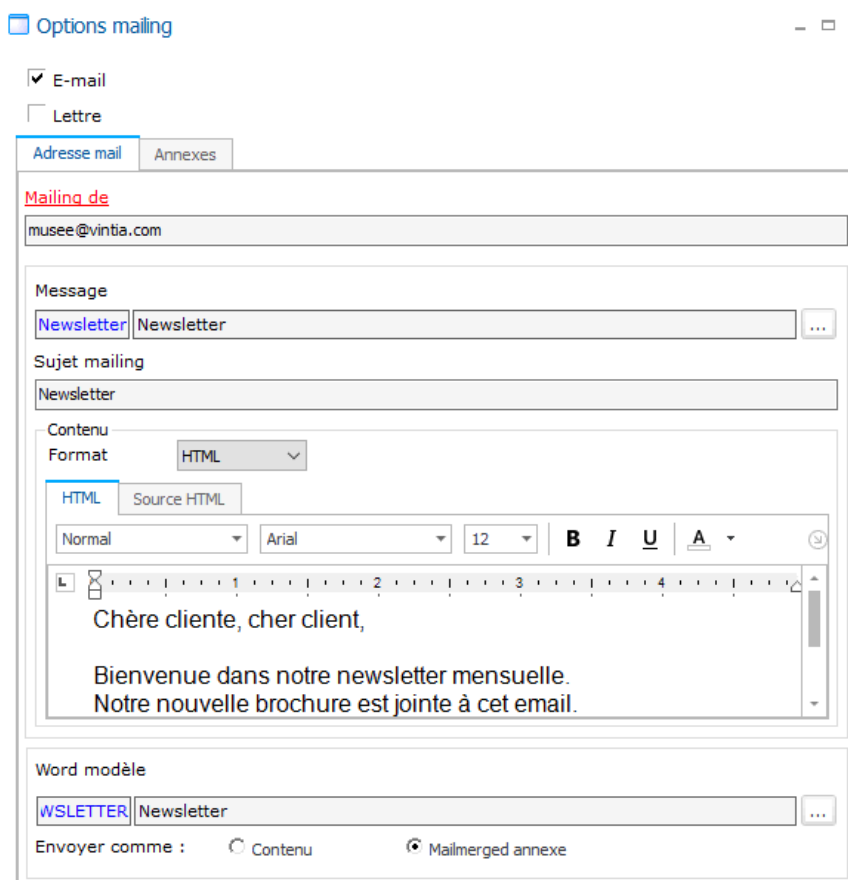 Options mailing
E-mail
Lettre
Adresse mail Annexes
Mailing de
musee@vintia.com
Message
Newsletter Newsletter ...
Sujet mailing
Newsletter
Contenu
Format HTML
HTML Source HTML
Normal Arial 12 B I U A
L 1 2 3 4
Chère cliente, cher client,
Bienvenue dans notre newsletter mensuelle.
Notre nouvelle brochure est jointe à cet email.
Word modèle
WSLETTER Newsletter ...
Envoyer comme : Contenu Mailmerged annexe